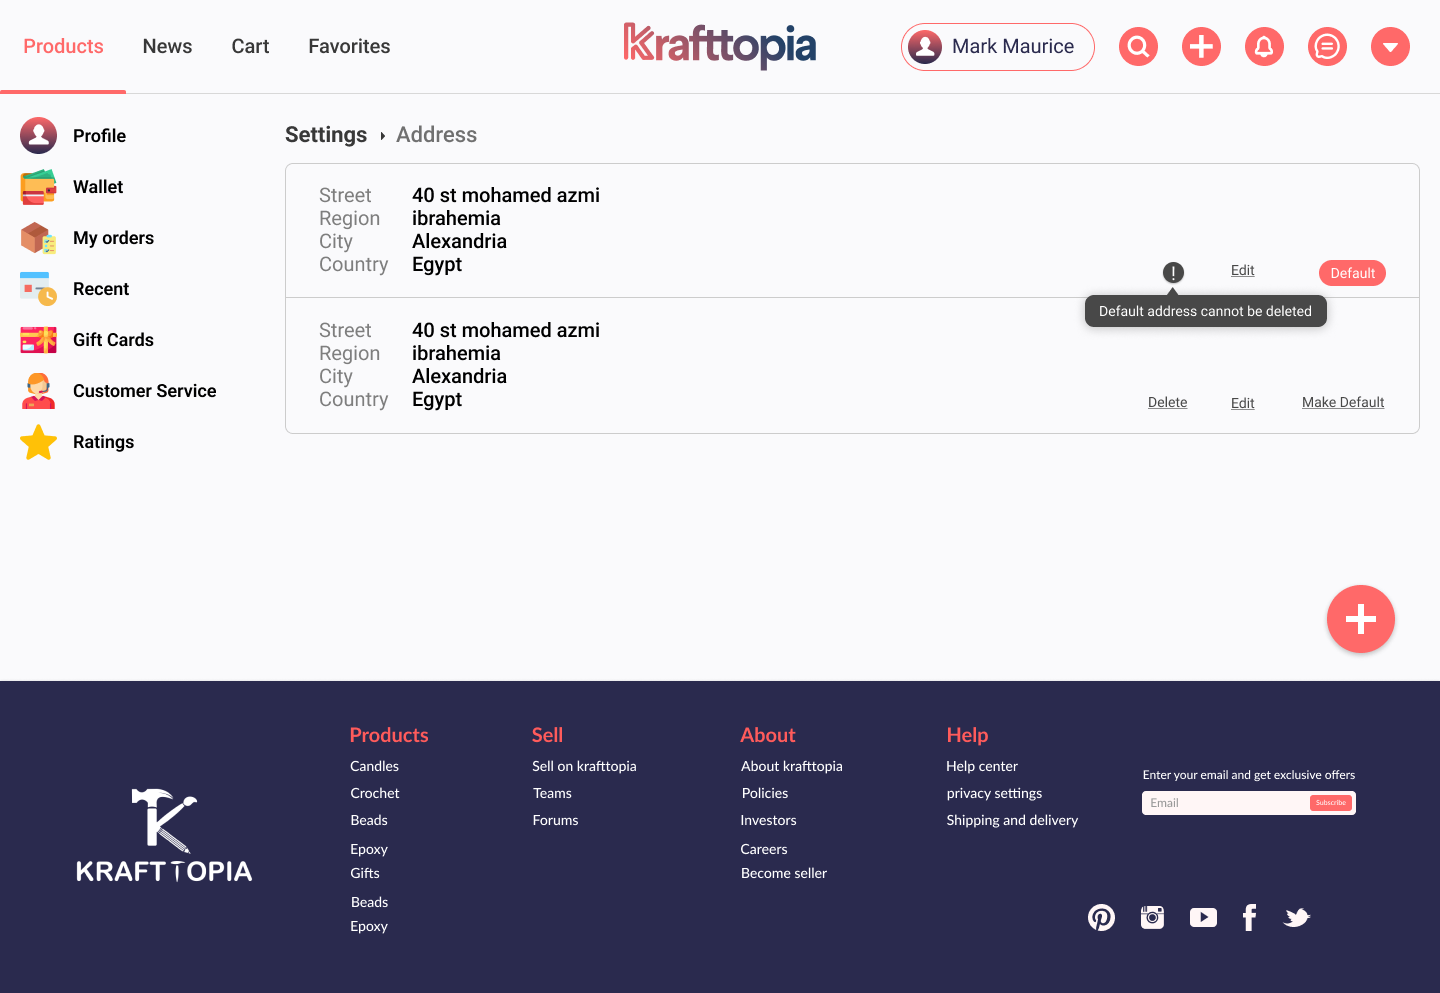 Products
News
Cart
Favorites
Krafttopia
Mark Maurice
Profile
Wallet
My orders
Recent
Gift Cards
Customer Service
Ratings
Settings
Address
Street 40 st mohamed azmi
Region ibrahemia
City Alexandria
Country Egypt
!
Edit
Default
Default address cannot be deleted
Street 40 st mohamed azmi
Region ibrahemia
City Alexandria
Country Egypt
Delete
Edit
Make Default
KRAFTTOPIA
Products
Candles
Crochet
Beads
Epoxy
Gifts
Beads
Epoxy
Sell
Sell on krafttopia
Teams
Forums
About
About krafttopia
Policies
Investors
Careers
Become seller
Help
Help center
privacy settings
Shipping and delivery
Enter your email and get exclusive offers
Email
Subscribe